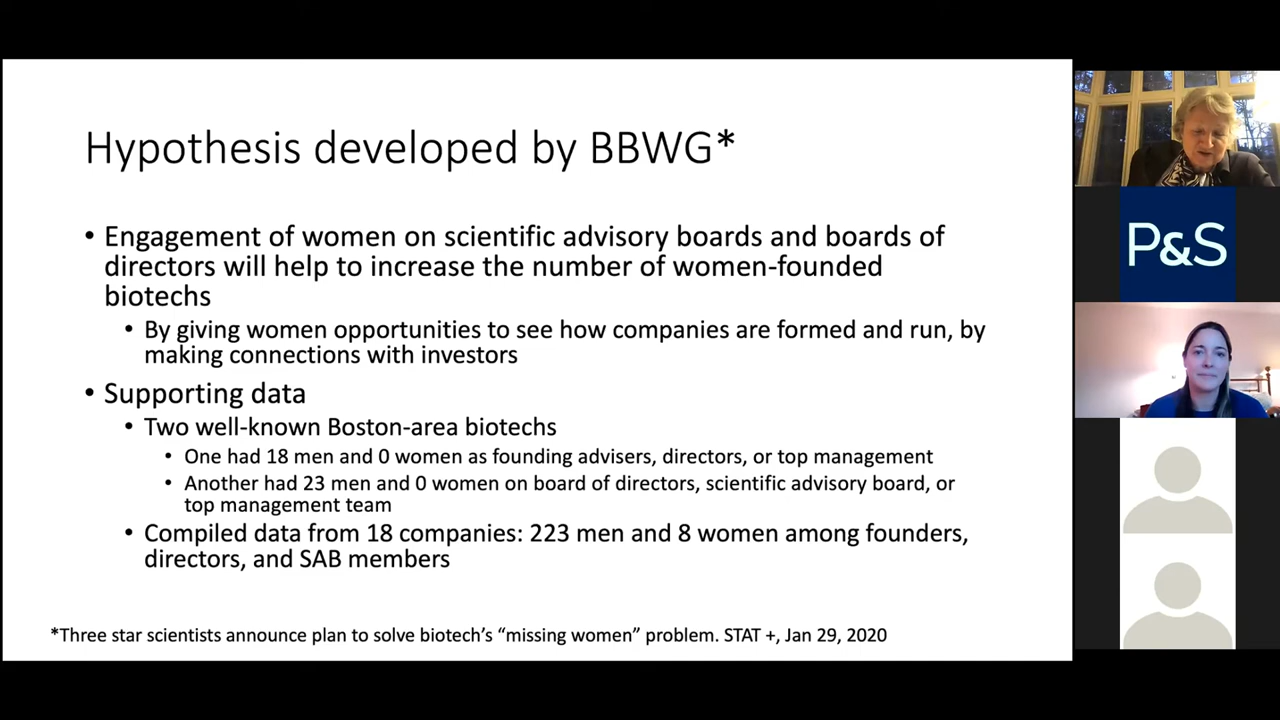 Hypothesis developed by BBWG*
• Engagement of women on scientific advisory boards and boards of
directors will help to increase the number of women-founded
biotechs
• By giving women opportunities to see how companies are formed and run, by
making connections with investors
• Supporting data
• Two well-known Boston-area biotechs
• One had 18 men and 0 women as founding advisers, directors, or top management
• Another had 23 men and 0 women on board of directors, scientific advisory board, or
top management team
• Compiled data from 18 companies: 223 men and 8 women among founders,
directors, and SAB members
*Three star scientists announce plan to solve biotech’s “missing women” problem. STAT +, Jan 29, 2020
P&S